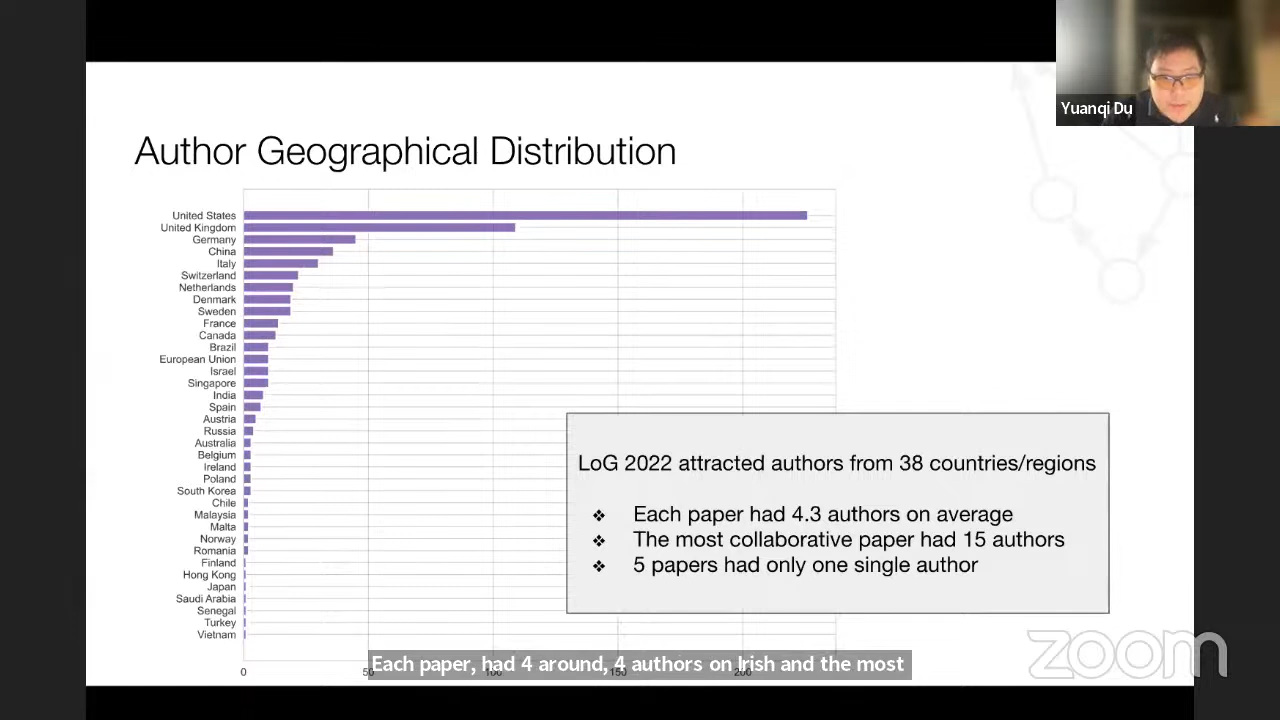 Yuanqi Du
Author Geographical Distribution
United States
United Kingdom
Germany
China
Italy
Switzerland
Netherlands
Denmark
Sweden
France
Canada
Brazil
European Union
Israel
Singapore
India
Spain
Austria
Russia
Australia
Belgium
Ireland
Poland
South Korea
Chile
Malaysia
Malta
Norway
Romania
Finland
Hong Kong
Japan
Saudi Arabia
Senegal
Turkey
Vietnam
0 50 100 150 200
LoG 2022 attracted authors from 38 countries/regions
❖ Each paper had 4.3 authors on average
❖ The most collaborative paper had 15 authors
❖ 5 papers had only one single author
Each paper, had 4 around, 4 authors on Irish and the most
zoom